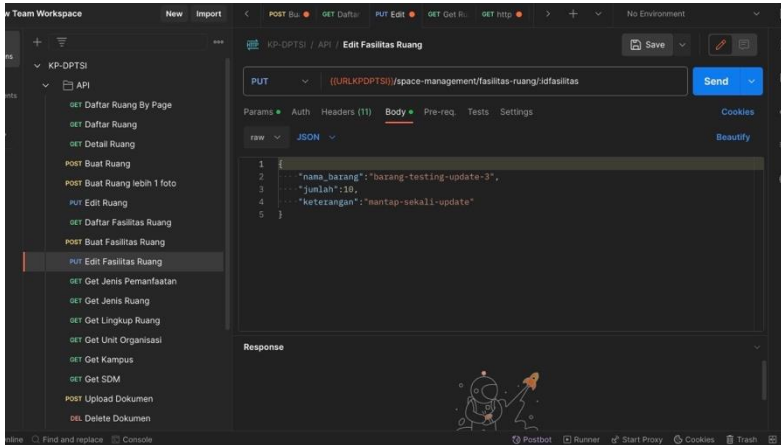 w Team Workspace
New
Import
POST Bu
GET Daftar
PUT Edit
GET Get Ru
GET http
No Environment
KP-DPTSI / API / Edit Fasilitas Ruang
Save
KP-DPTSI
API
GET Daftar Ruang By Page
GET Daftar Ruang
GET Detail Ruang
POST Buat Ruang
POST Buat Ruang lebih 1 foto
PUT Edit Ruang
GET Daftar Fasilitas Ruang
POST Buat Fasilitas Ruang
PUT Edit Fasilitas Ruang
GET Get Jenis Pemanfaatan
GET Get Jenis Ruang
GET Get Lingkup Ruang
GET Get Unit Organisasi
GET Get Kampus
GET Get SDM
POST Upload Dokumen
DEL Delete Dokumen
PUT
{{URLKPDPTSI}}/space-management/fasilitas-ruang/:idfasilitas
Send
Params Auth Headers (11) Body Pre-req. Tests Settings
Cookies
raw JSON
Beautify
1 {
2 "nama_barang":"barang-testing-update-3",
3 "jumlah":10,
4 "keterangan":"mantap-sekali-update"
5 }
Response
nline Find and replace Console
Postbot Runner Start Proxy Cookies Trash